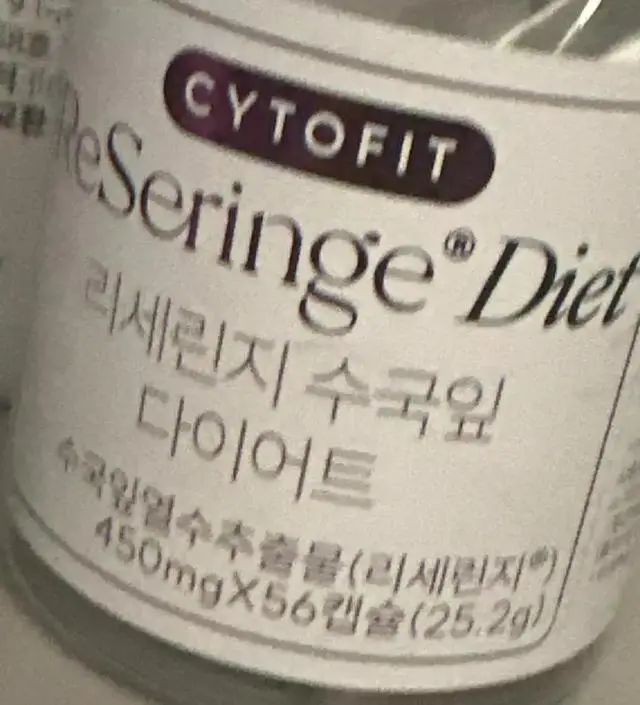 CYTOFIT
ReSeringe® Diet
리세린지 수국잎
다이어트
수국잎열수추출물(리세린지®)
450mgX56캡슐(25.2g)